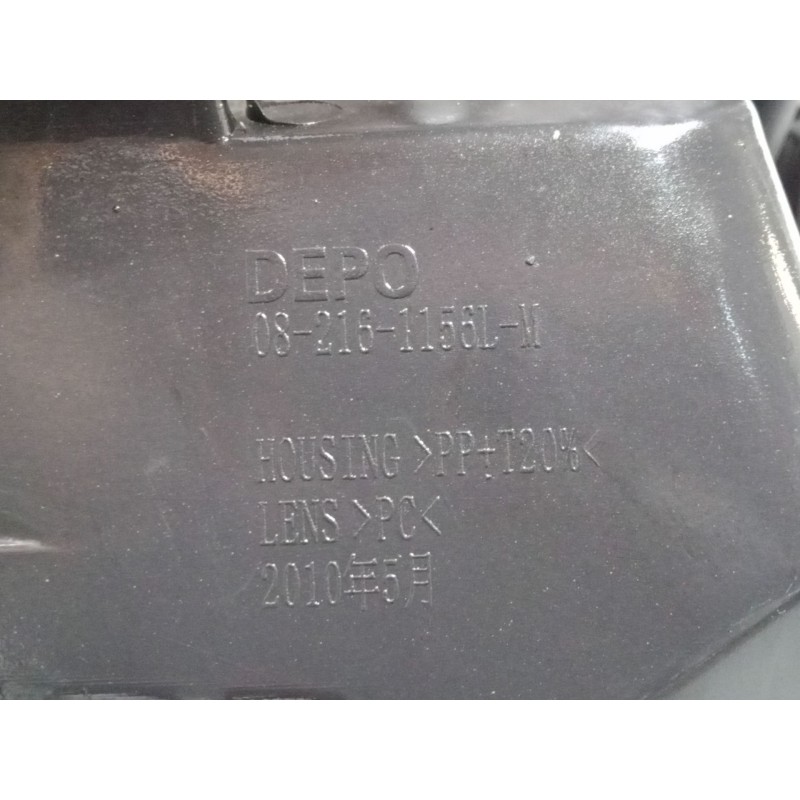 DEPO
08-216-1156L-M
HOUSING >PP+T20%<
LENS >PC<
2010年5月